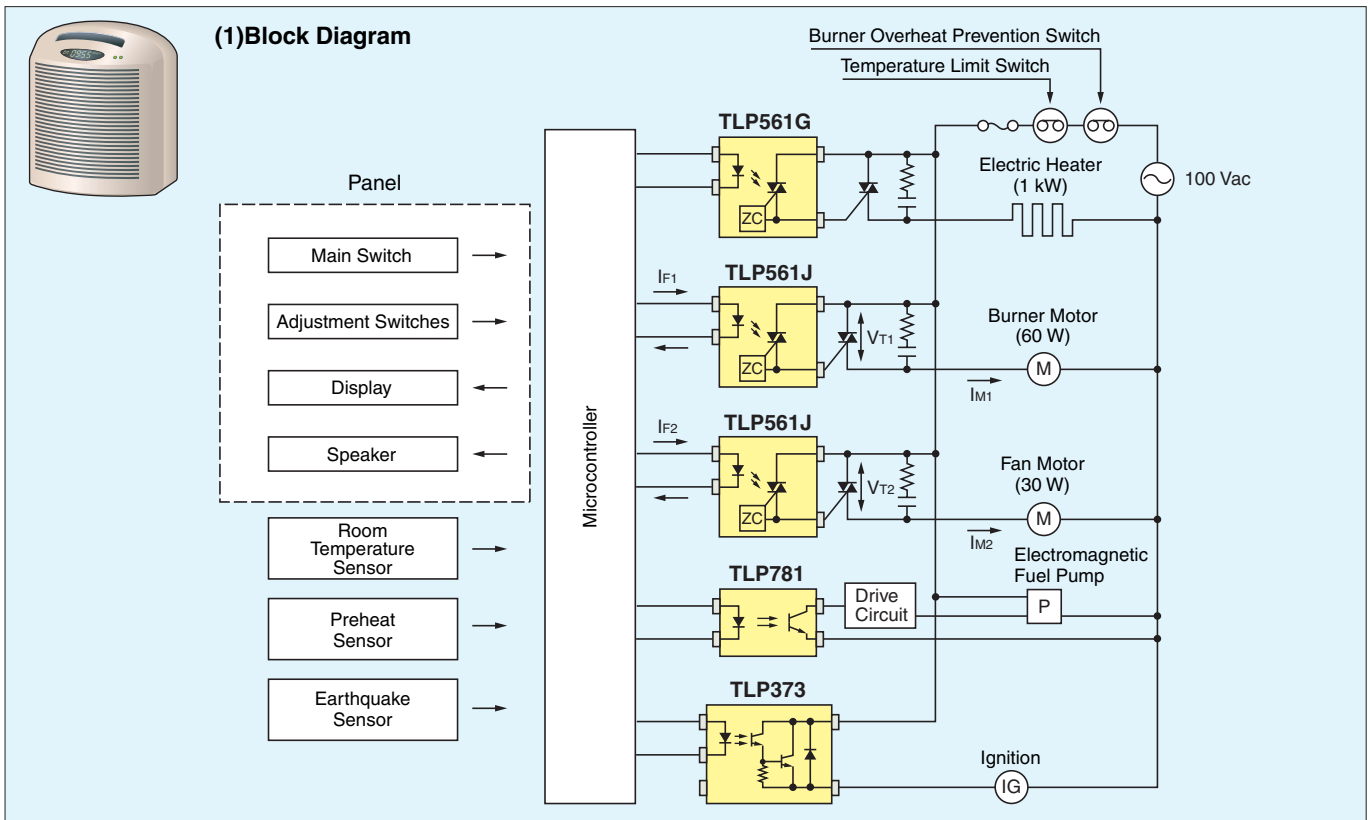 (1)Block Diagram
0955
Burner Overheat Prevention Switch
Temperature Limit Switch
TLP561G
ZC
Electric Heater
(1 kW)
100 Vac
Panel
Main Switch
Adjustment Switches
Display
Speaker
Room
Temperature
Sensor
Preheat
Sensor
Earthquake
Sensor
Microcontroller
TLP561J
IF1
ZC
VT1
IM1
Burner Motor
(60 W)
M
TLP561J
IF2
ZC
VT2
IM2
Fan Motor
(30 W)
M
TLP781
Drive
Circuit
Electromagnetic
Fuel Pump
P
TLP373
Ignition
IG